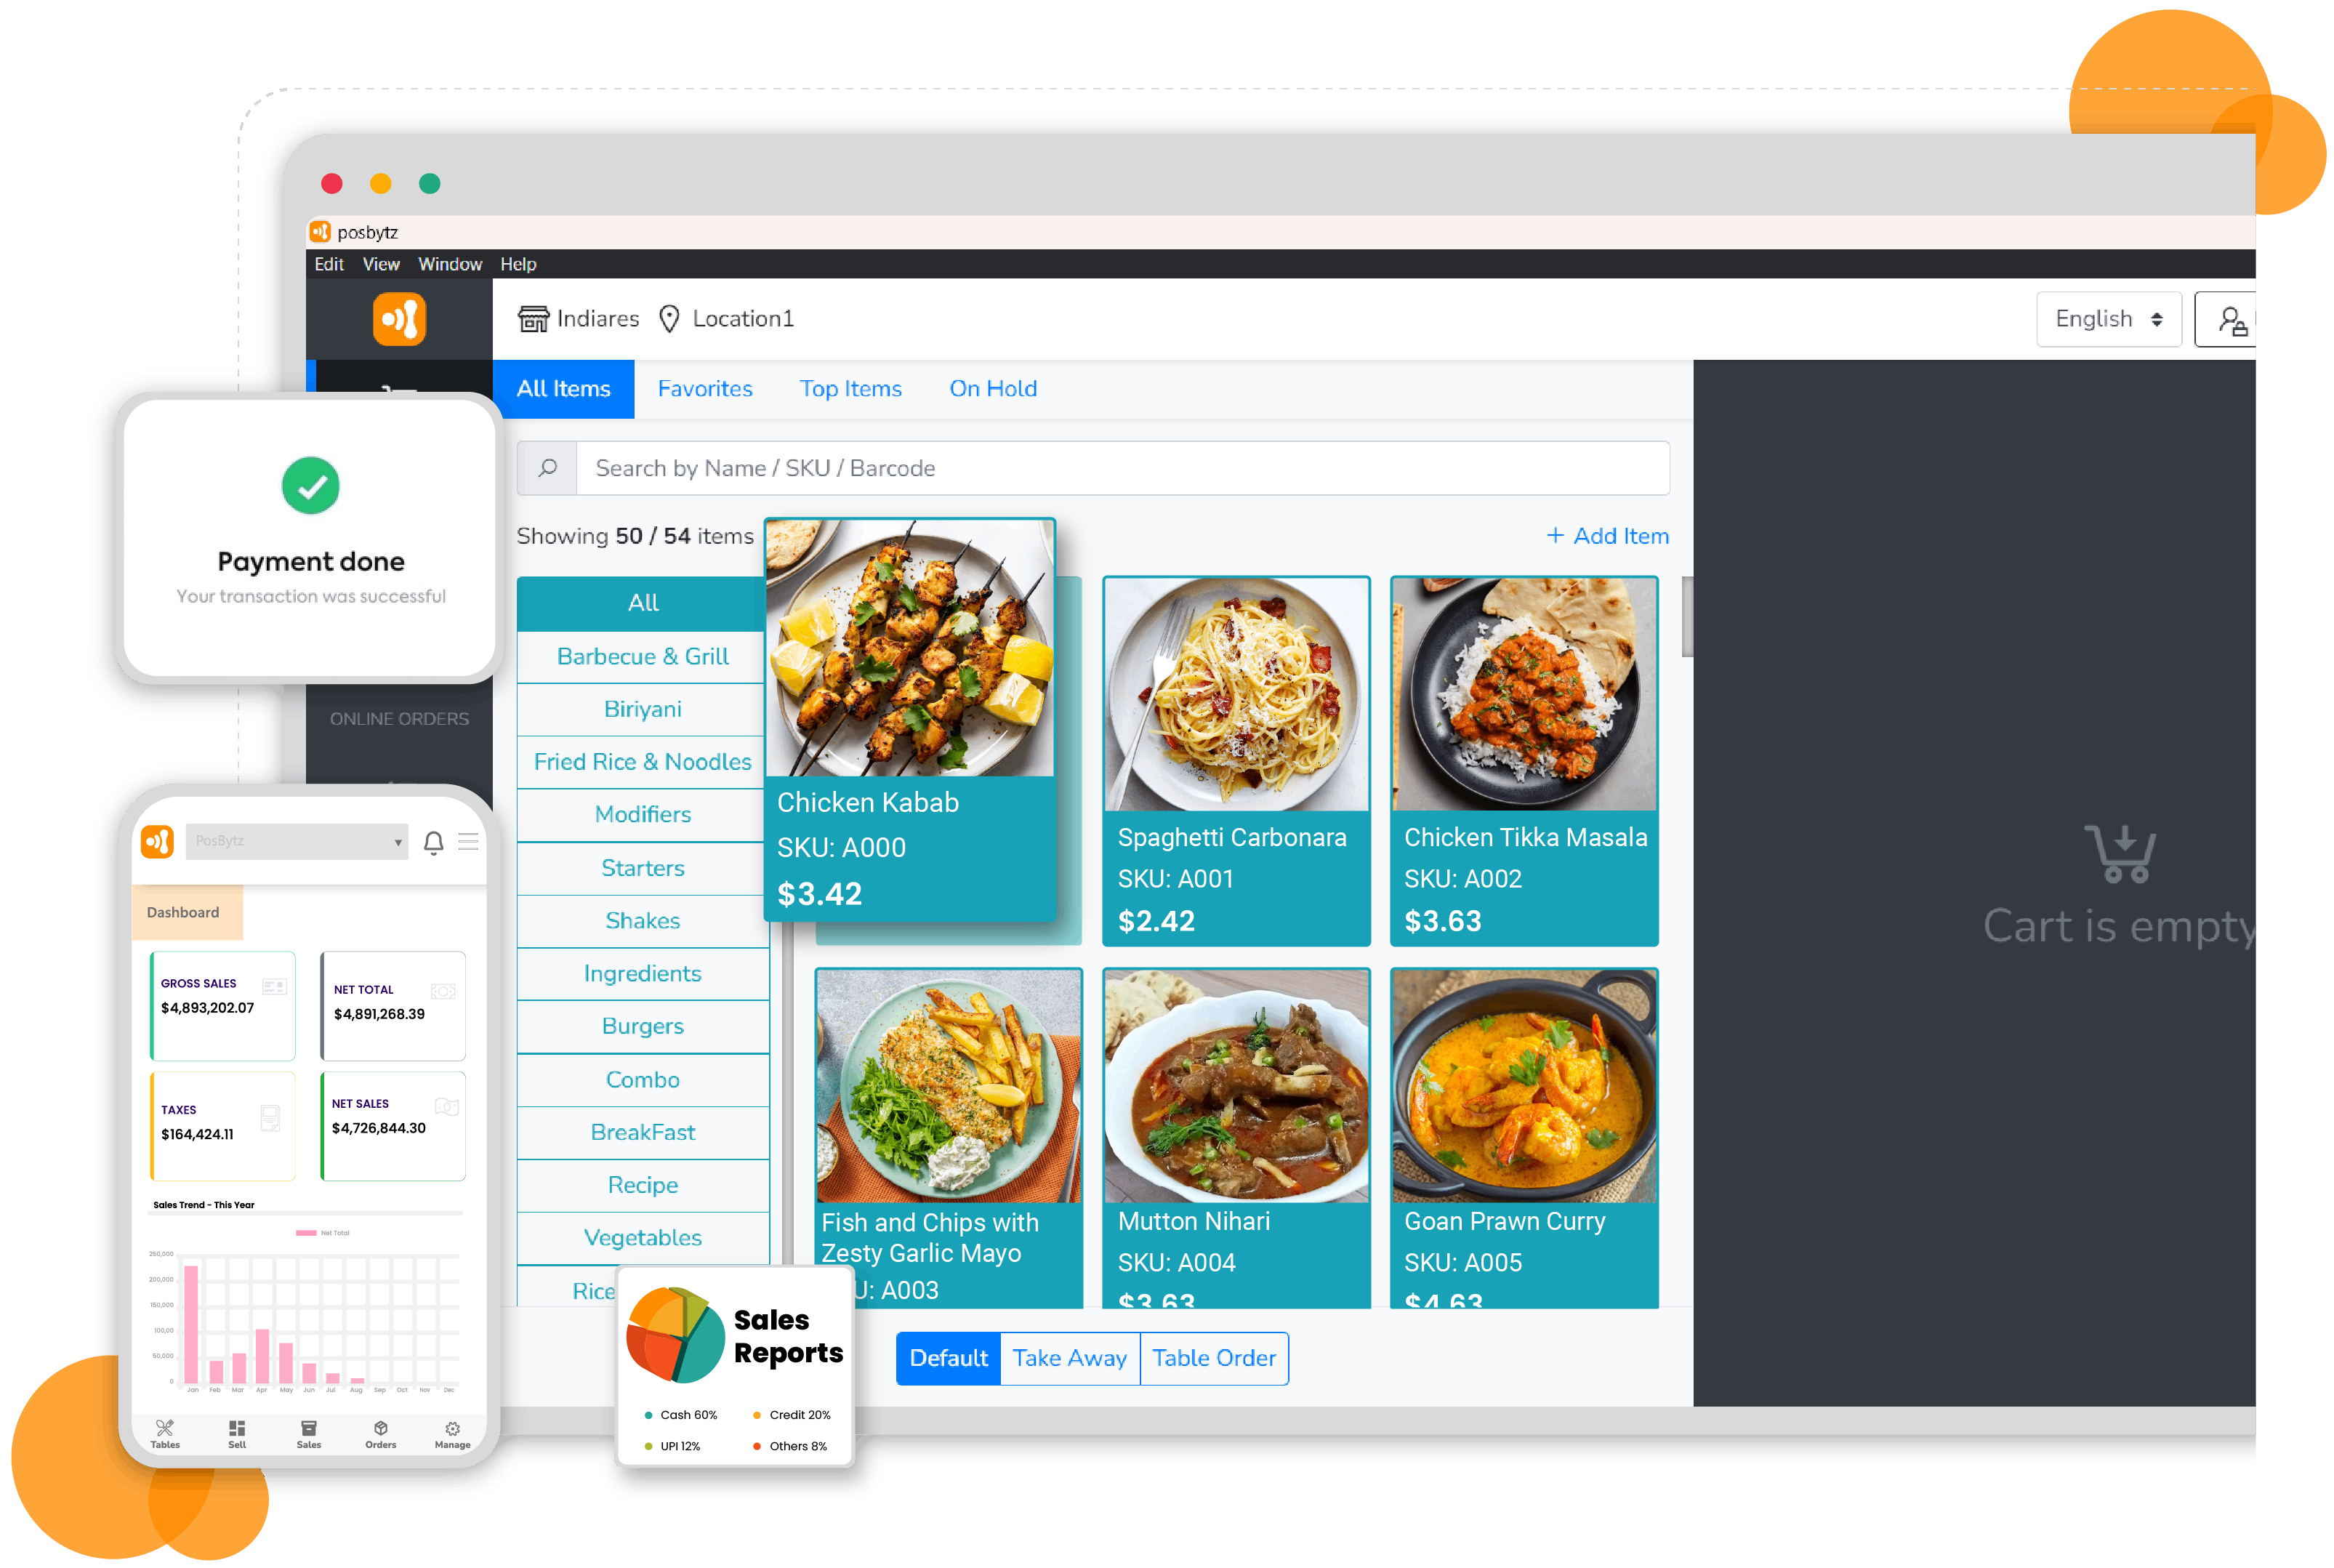 posbytz
Edit View Window Help
Indiares Location1
English
All Items Favorites Top Items On Hold
Search by Name / SKU / Barcode
Showing 50 / 54 items
+ Add Item
Payment done
Your transaction was successful
ONLINE ORDERS
All
Barbecue & Grill
Biriyani
Fried Rice & Noodles
Modifiers
Starters
Shakes
Ingredients
Burgers
Combo
BreakFast
Recipe
Vegetables
Rice
Chicken Kabab
SKU: A000
$3.42
Spaghetti Carbonara
SKU: A001
$2.42
Chicken Tikka Masala
SKU: A002
$3.63
Fish and Chips with
Zesty Garlic Mayo
U: A003
Mutton Nihari
SKU: A004
$3.63
Goan Prawn Curry
SKU: A005
$4.63
Cart is empty
Default Take Away Table Order
PosBytz
Dashboard
GROSS SALES
$4,893,202.07
NET TOTAL
$4,891,268.39
TAXES
$164,424.11
NET SALES
$4,726,844.30
Sales Trend - This Year
Net Total
250,000
200,000
150,000
100,00
50,000
0
Jan Feb Mar Apr May Jun Jul Aug Sep Oct Nov Dec
Tables Sell Sales Orders Manage
Sales
Reports
Cash 60% Credit 20%
UPI 12% Others 8%